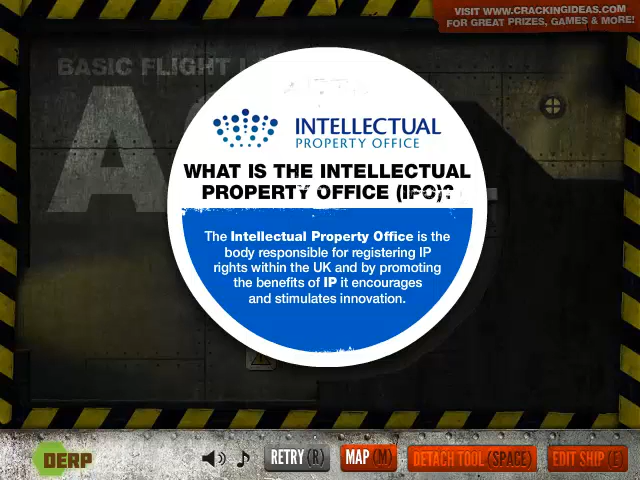 VISIT WWW.CRACKINGIDEAS.COM
FOR GREAT PRIZES, GAMES & MORE!
BASIC FLIGHT
INTELLECTUAL
PROPERTY OFFICE
WHAT IS THE INTELLECTUAL
PROPERTY OFFICE (IPO)?
The Intellectual Property Office is the
body responsible for registering IP
rights within the UK and by promoting
the benefits of IP it encourages
and stimulates innovation.
DERP
RETRY (R)
MAP (M)
DETACH TOOL (SPACE)
EDIT SHIP (E)